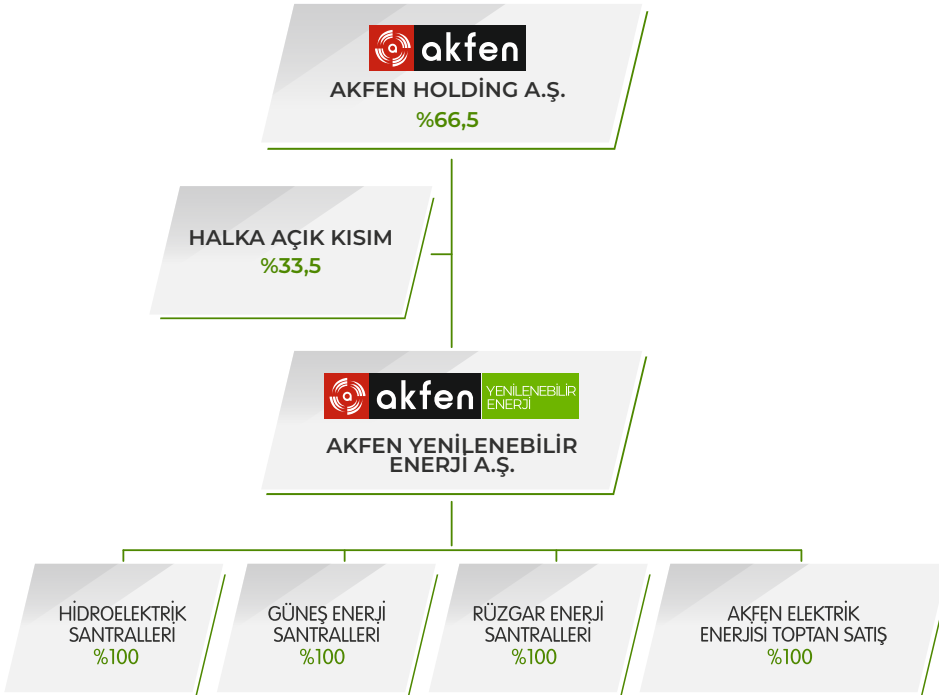 akfen
AKFEN HOLDİNG A.Ş.
%66,5
HALKA AÇIK KISIM
%33,5
akfen
YENİLENEBİLİR
ENERJİ
AKFEN YENİLENEBİLİR
ENERJİ A.Ş.
HİDROELEKTRİK
SANTRALLERİ
%100
GÜNEŞ ENERJİ
SANTRALLERİ
%100
RÜZGAR ENERJİ
SANTRALLERİ
%100
AKFEN ELEKTRİK
ENERJİSİ TOPTAN SATIŞ
%100